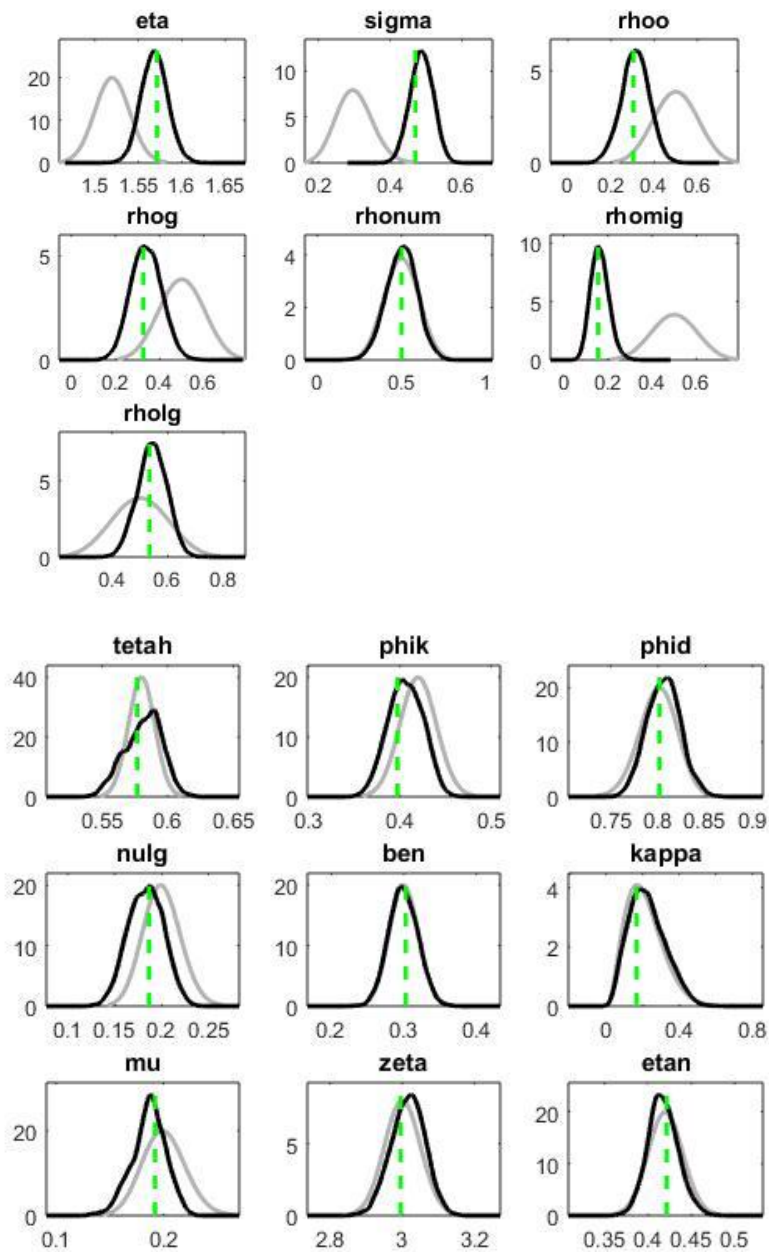 eta sigma rhoo
20 10 0 1.5 1.55 1.6 1.65
10 5 0 0.2 0.4 0.6
5 0 0 0.2 0.4 0.6
rhog rhonum rhomig
5 0 0 0.2 0.4 0.6
4 2 0 0 0.5 1
10 5 0 0 0.2 0.4 0.6
rholg
5 0 0.4 0.6 0.8
tetah phik phid
40 20 0 0.55 0.6 0.65
20 10 0 0.3 0.4 0.5
20 10 0 0.75 0.8 0.85 0.9
nulg ben kappa
20 10 0 0.1 0.15 0.2 0.25
20 10 0 0.2 0.3 0.4
4 2 0 0 0.4 0.8
mu zeta etan
20 10 0 0.1 0.2
5 0 2.8 3 3.2
20 10 0 0.35 0.4 0.45 0.5